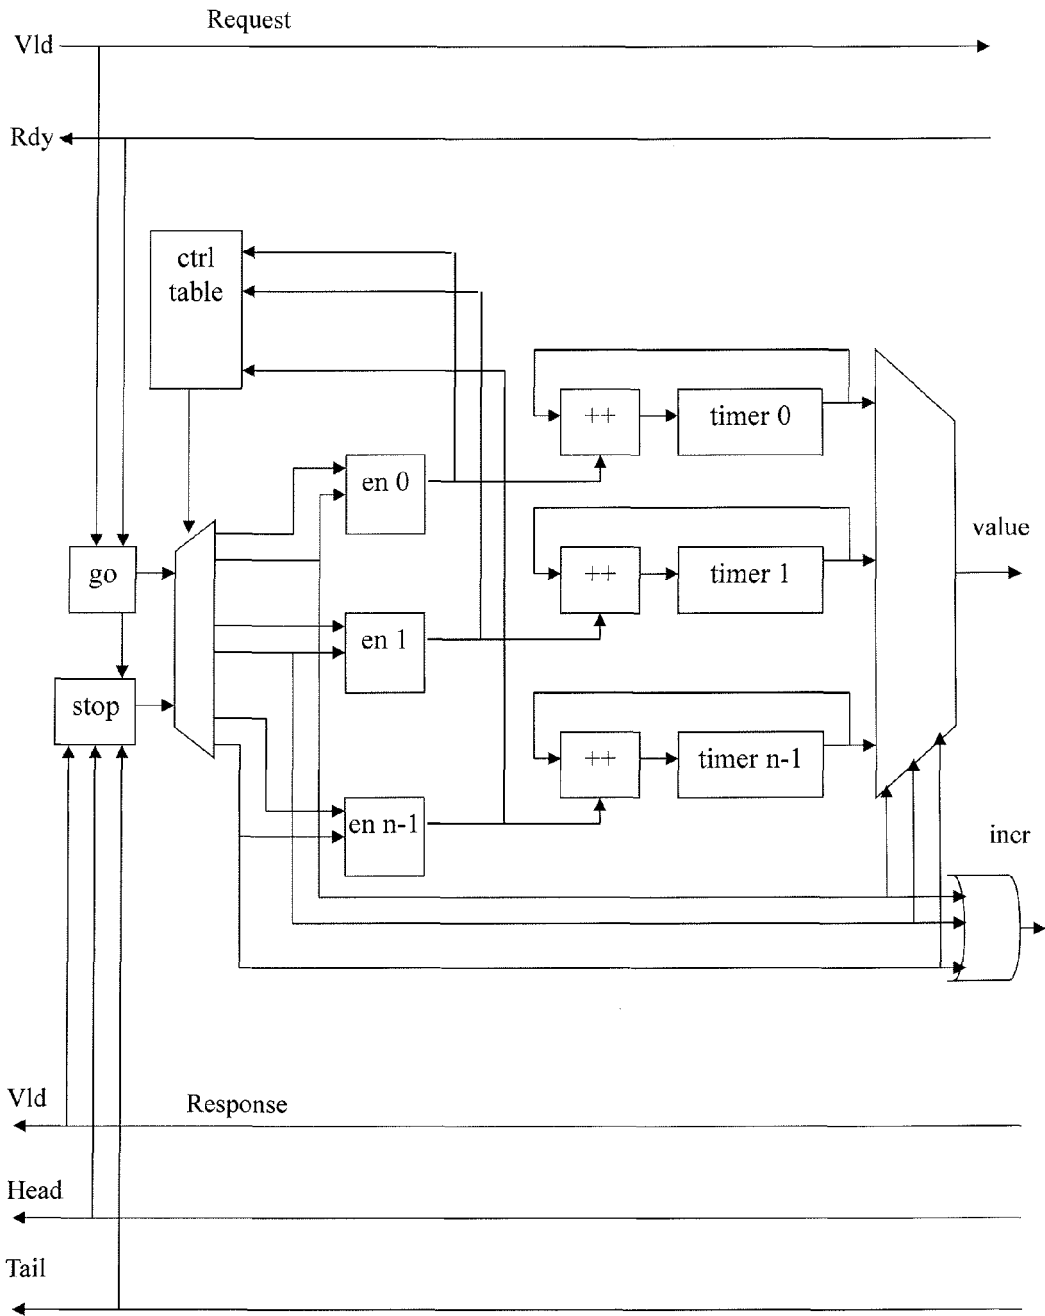 Request
Vld
Rdy
ctrl
table
++
timer 0
en 0
value
go
++
timer 1
en 1
stop
++
timer n-1
en n-1
incr
Vld
Response
Head
Tail